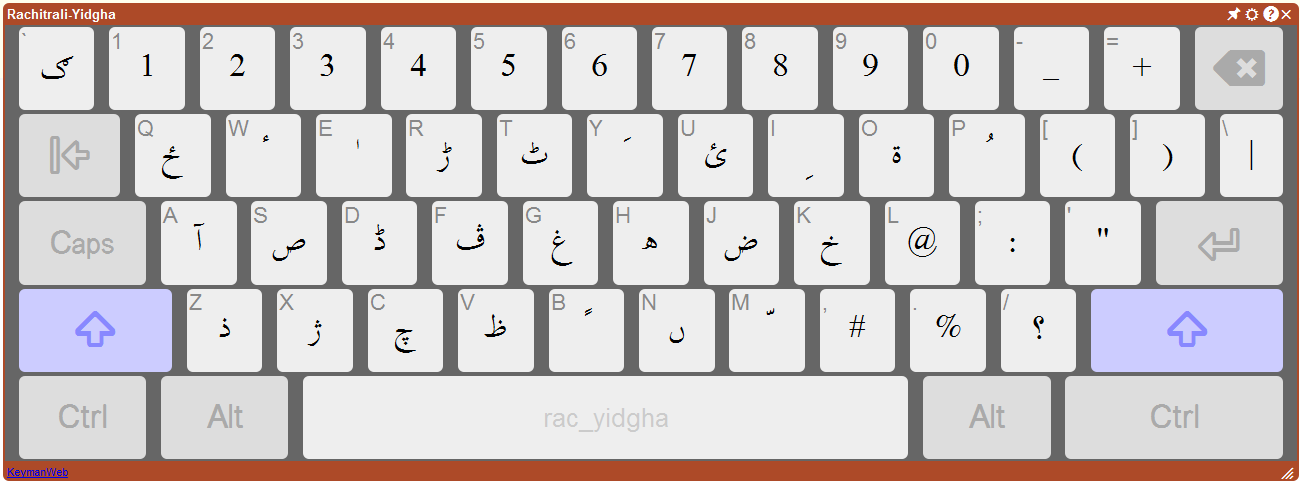 Rachitrali-Yidgha
` ګ 1 1 2 2 3 3 4 4 5 5 6 6 7 7 8 8 9 9 0 0 - _ = +
Q څ W ٔ E ٰ R ڑ T ٹ Y َ U ئ I ِ O ة P ُ [ ( ] ) \ |
Caps A آ S ص D ڈ F ڤ G غ H ھ J ض K خ L @ ; : ' "
Z ذ X ژ C چ V ظ B ً N ں M ّ , # . % / ؟
Ctrl Alt rac_yidgha Alt Ctrl
KeymanWeb